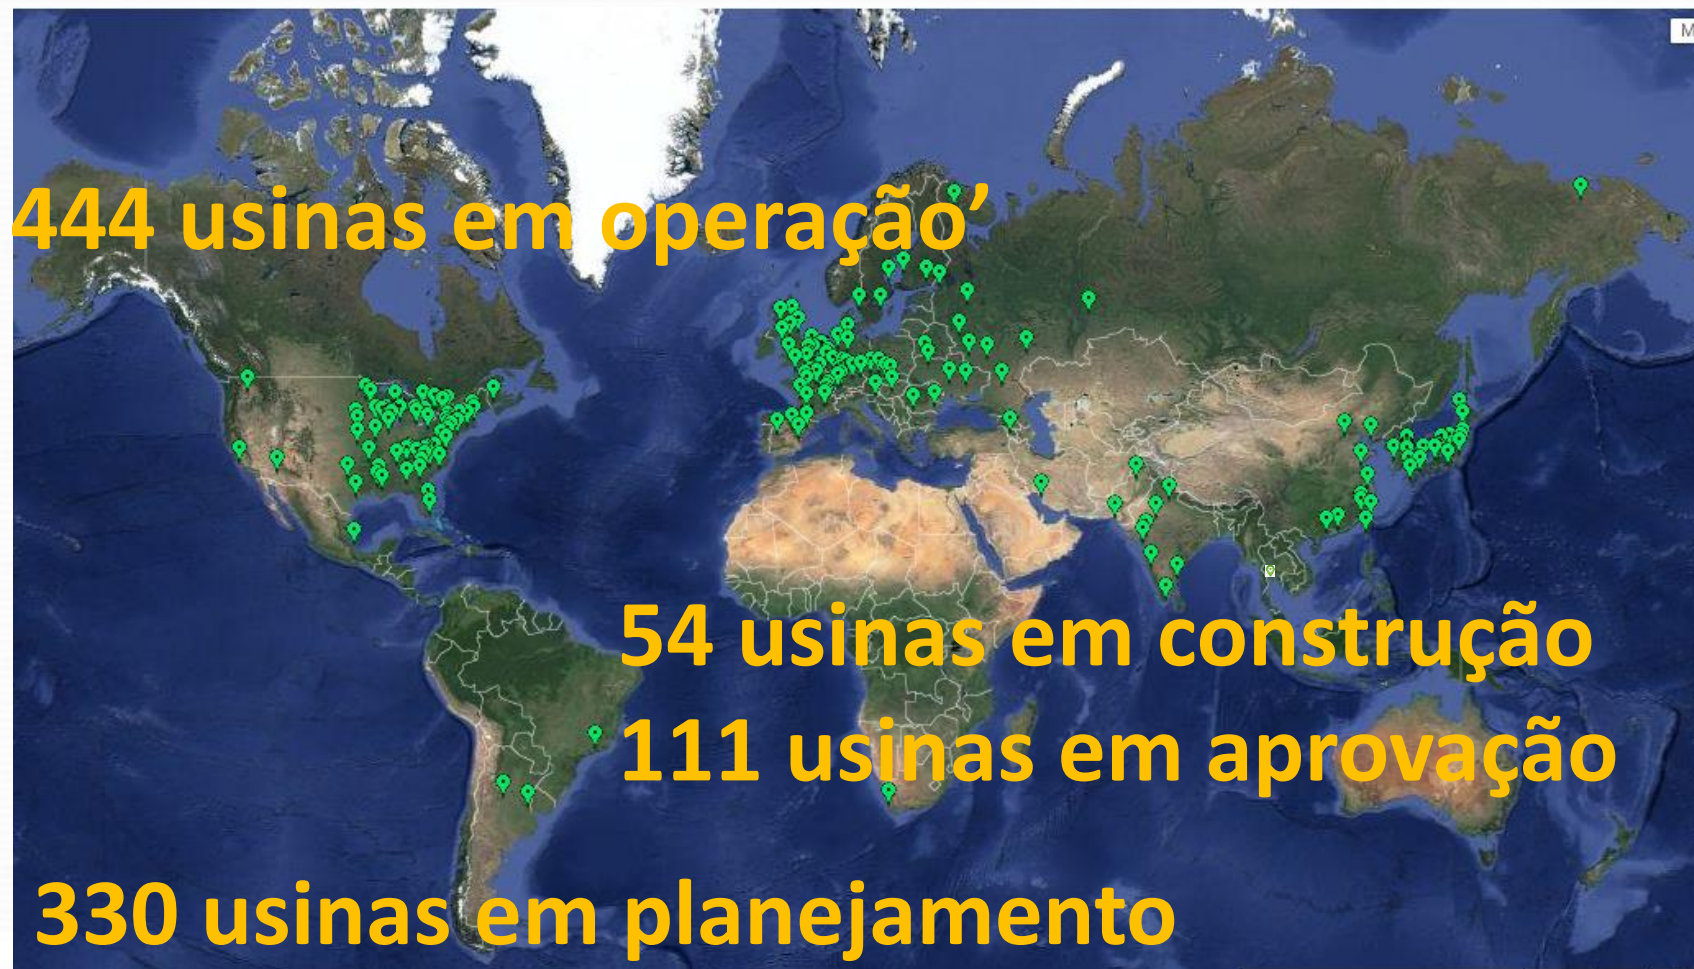 M
444 usinas em operação’
54 usinas em construção
111 usinas em aprovação
330 usinas em planejamento